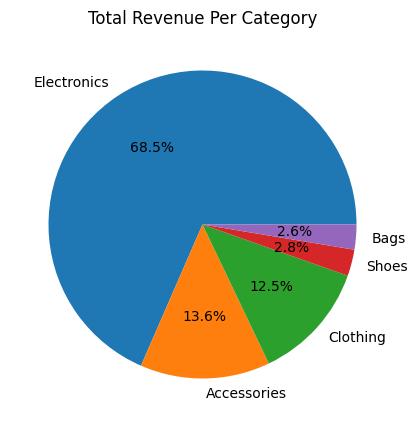 Total Revenue Per Category
Electronics
68.5%
2.6%
Bags
2.8%
Shoes
12.5%
13.6%
Clothing
Accessories